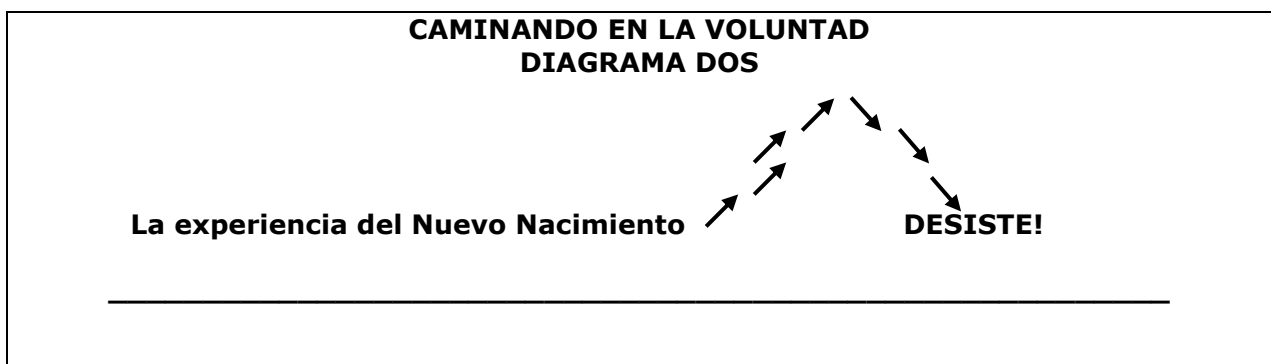 CAMINANDO EN LA VOLUNTAD
DIAGRAMA DOS
La experiencia del Nuevo Nacimiento DESISTE!